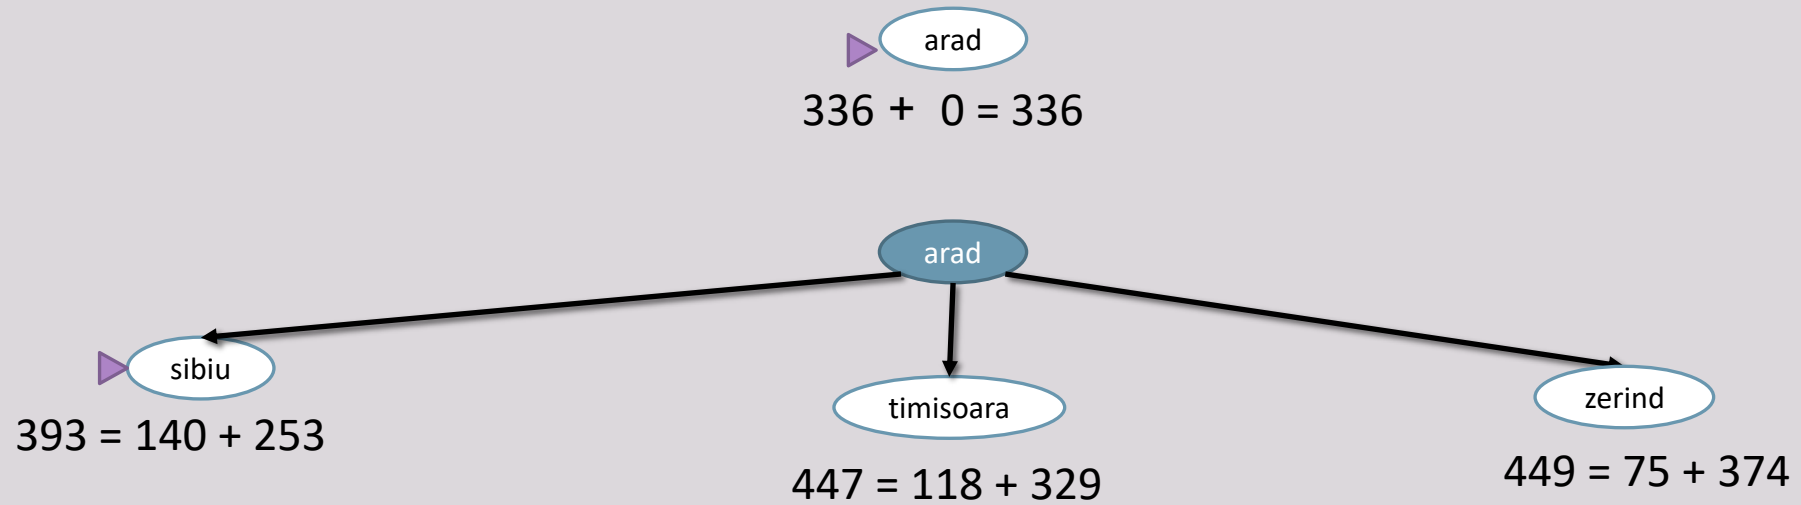 arad
336 + 0 = 336
arad
sibiu
timisoara
zerind
393 = 140 + 253
447 = 118 + 329
449 = 75 + 374